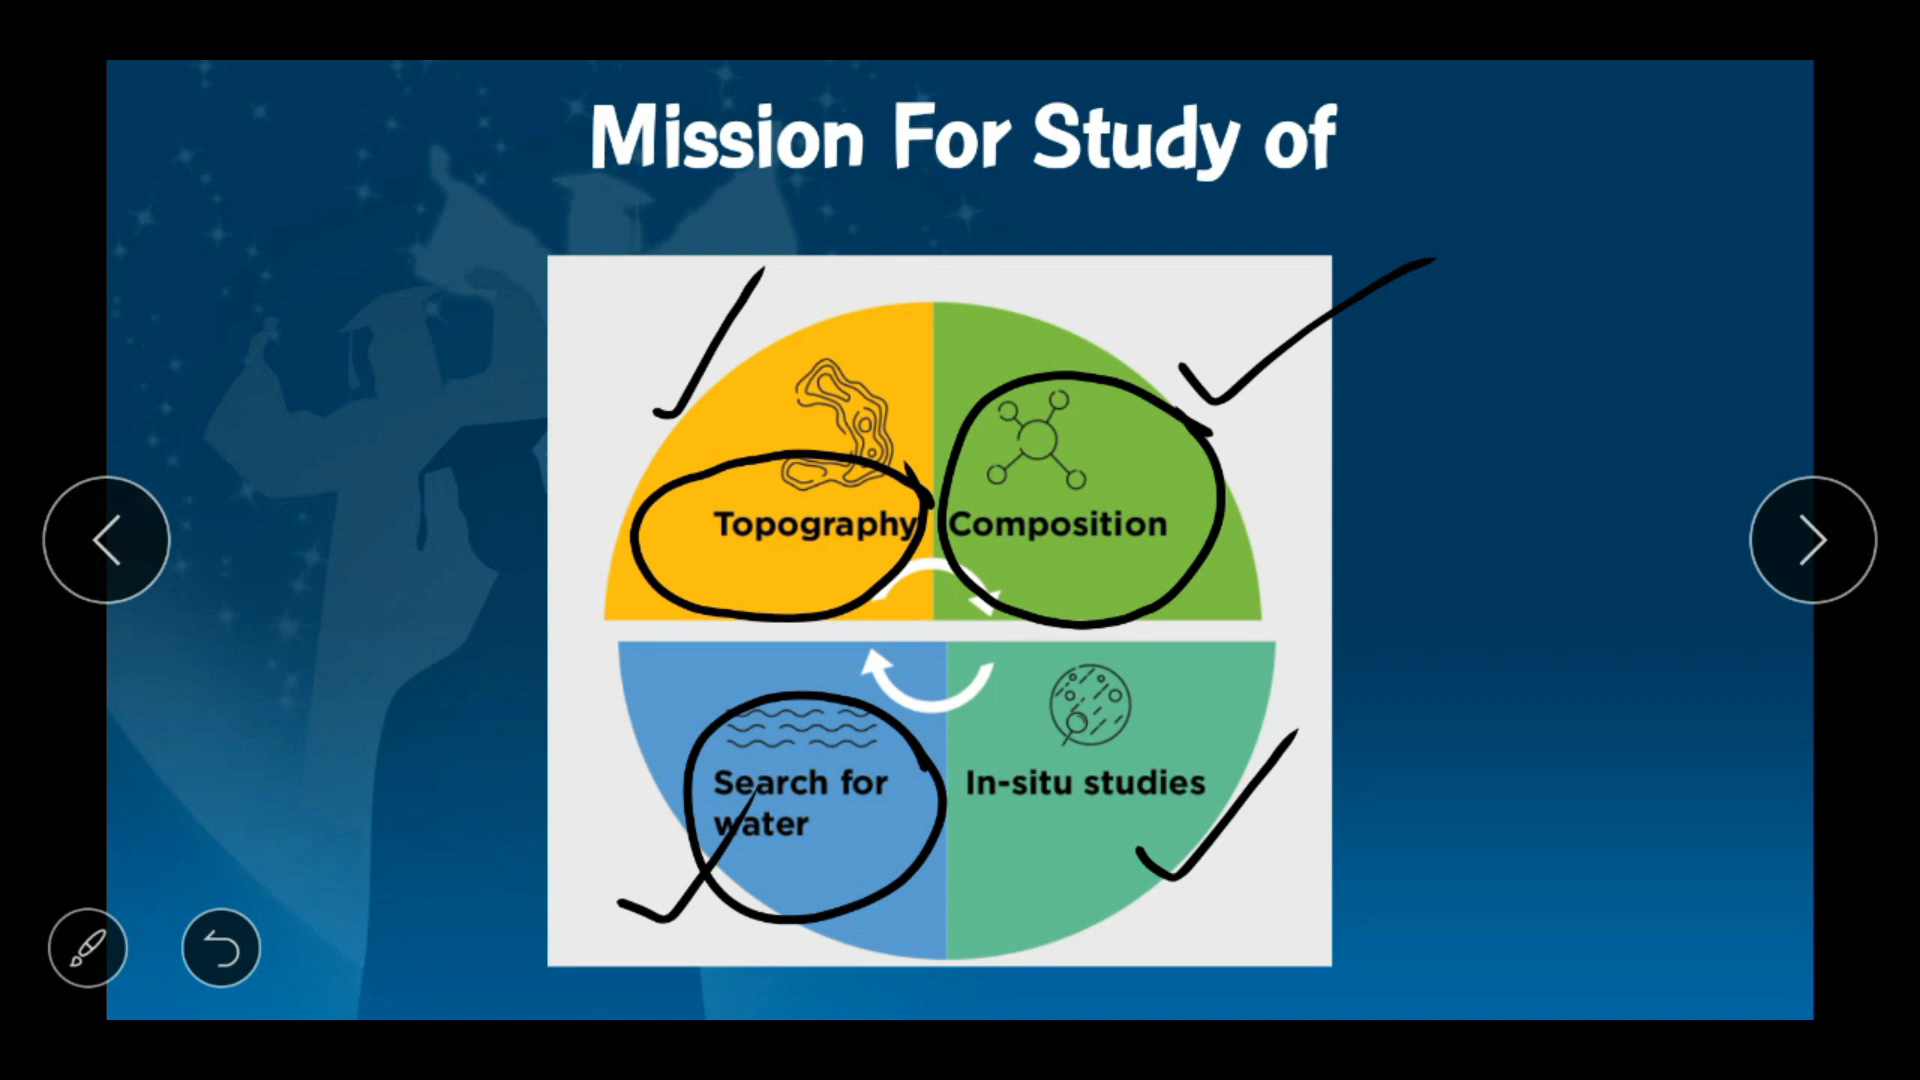 Mission For Study of
Topography
Composition
Search for
water
In-situ studies